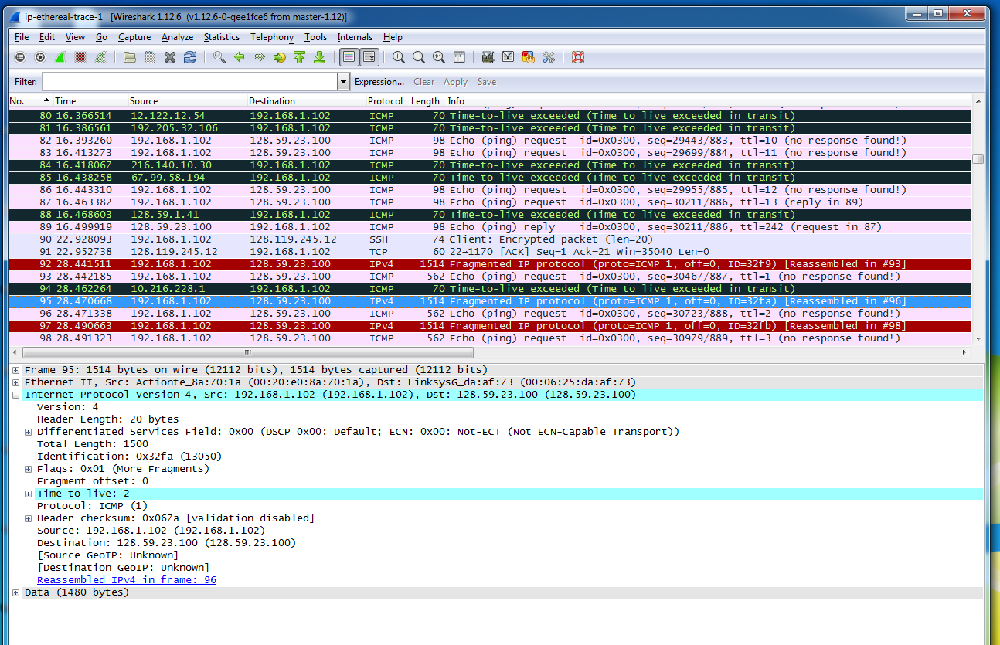 ip-ethereal-trace-1 [Wireshark 1.12.6 (v1.12.6-0-gee1fce6 from master-1.12)]
File Edit View Go Capture Analyze Statistics Telephony Tools Internals Help
Filter: Expression... Clear Apply Save
No. Time Source Destination Protocol Length Info
80 16.366514 12.122.12.54 192.168.1.102 ICMP 70 Time-to-live exceeded (Time to live exceeded in transit)
81 16.386561 192.205.32.106 192.168.1.102 ICMP 70 Time-to-live exceeded (Time to live exceeded in transit)
82 16.393260 192.168.1.102 128.59.23.100 ICMP 98 Echo (ping) request id=0x0300, seq=29443/883, ttl=10 (no response found!)
83 16.413273 192.168.1.102 128.59.23.100 ICMP 98 Echo (ping) request id=0x0300, seq=29699/884, ttl=11 (no response found!)
84 16.418067 216.140.10.30 192.168.1.102 ICMP 70 Time-to-live exceeded (Time to live exceeded in transit)
85 16.438258 67.99.58.194 192.168.1.102 ICMP 70 Time-to-live exceeded (Time to live exceeded in transit)
86 16.443310 192.168.1.102 128.59.23.100 ICMP 98 Echo (ping) request id=0x0300, seq=29955/885, ttl=12 (no response found!)
87 16.463382 192.168.1.102 128.59.23.100 ICMP 98 Echo (ping) request id=0x0300, seq=30211/886, ttl=13 (reply in 89)
88 16.468603 128.59.1.41 192.168.1.102 ICMP 70 Time-to-live exceeded (Time to live exceeded in transit)
89 16.499919 128.59.23.100 192.168.1.102 ICMP 98 Echo (ping) reply id=0x0300, seq=30211/886, ttl=242 (request in 87)
90 22.928093 192.168.1.102 128.119.245.12 SSH 74 Client: Encrypted packet (len=20)
91 22.952738 128.119.245.12 192.168.1.102 TCP 60 22→1170 [ACK] Seq=1 Ack=21 Win=35040 Len=0
92 28.441511 192.168.1.102 128.59.23.100 IPv4 1514 Fragmented IP protocol (proto=ICMP 1, off=0, ID=32f9) [Reassembled in #93]
93 28.442185 192.168.1.102 128.59.23.100 ICMP 562 Echo (ping) request id=0x0300, seq=30467/887, ttl=1 (no response found!)
94 28.462264 10.216.228.1 192.168.1.102 ICMP 70 Time-to-live exceeded (Time to live exceeded in transit)
95 28.470668 192.168.1.102 128.59.23.100 IPv4 1514 Fragmented IP protocol (proto=ICMP 1, off=0, ID=32fa) [Reassembled in #96]
96 28.471338 192.168.1.102 128.59.23.100 ICMP 562 Echo (ping) request id=0x0300, seq=30723/888, ttl=2 (no response found!)
97 28.490663 192.168.1.102 128.59.23.100 IPv4 1514 Fragmented IP protocol (proto=ICMP 1, off=0, ID=32fb) [Reassembled in #98]
98 28.491323 192.168.1.102 128.59.23.100 ICMP 562 Echo (ping) request id=0x0300, seq=30979/889, ttl=3 (no response found!)
Frame 95: 1514 bytes on wire (12112 bits), 1514 bytes captured (12112 bits)
Ethernet II, Src: Actionte_8a:70:1a (00:20:e0:8a:70:1a), Dst: LinksysG_da:af:73 (00:06:25:da:af:73)
Internet Protocol Version 4, Src: 192.168.1.102 (192.168.1.102), Dst: 128.59.23.100 (128.59.23.100)
Version: 4
Header Length: 20 bytes
Differentiated Services Field: 0x00 (DSCP 0x00: Default; ECN: 0x00: Not-ECT (Not ECN-Capable Transport))
Total Length: 1500
Identification: 0x32fa (13050)
Flags: 0x01 (More Fragments)
Fragment offset: 0
Time to live: 2
Protocol: ICMP (1)
Header checksum: 0x067a [validation disabled]
Source: 192.168.1.102 (192.168.1.102)
Destination: 128.59.23.100 (128.59.23.100)
[Source GeoIP: Unknown]
[Destination GeoIP: Unknown]
Reassembled IPv4 in frame: 96
Data (1480 bytes)